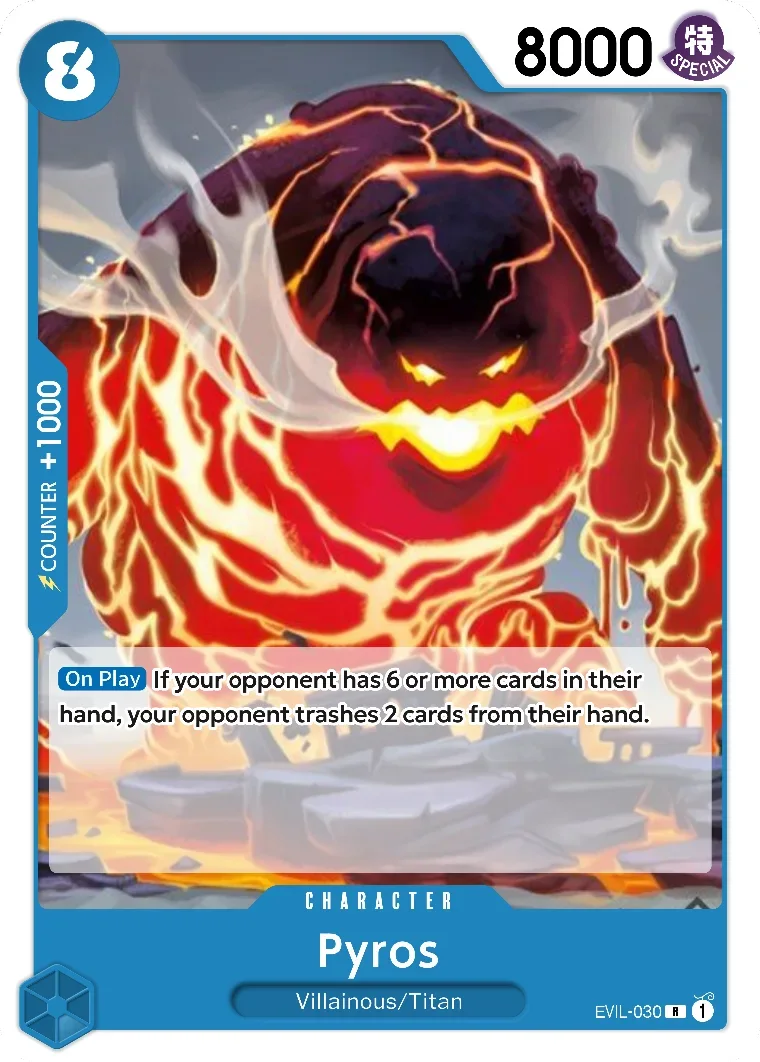 8
8000
特
SPECIAL
COUNTER +1000
On Play If your opponent has 6 or more cards in their
hand, your opponent trashes 2 cards from their hand.
CHARACTER
Pyros
Villainous/Titan
EVIL-030 R 1